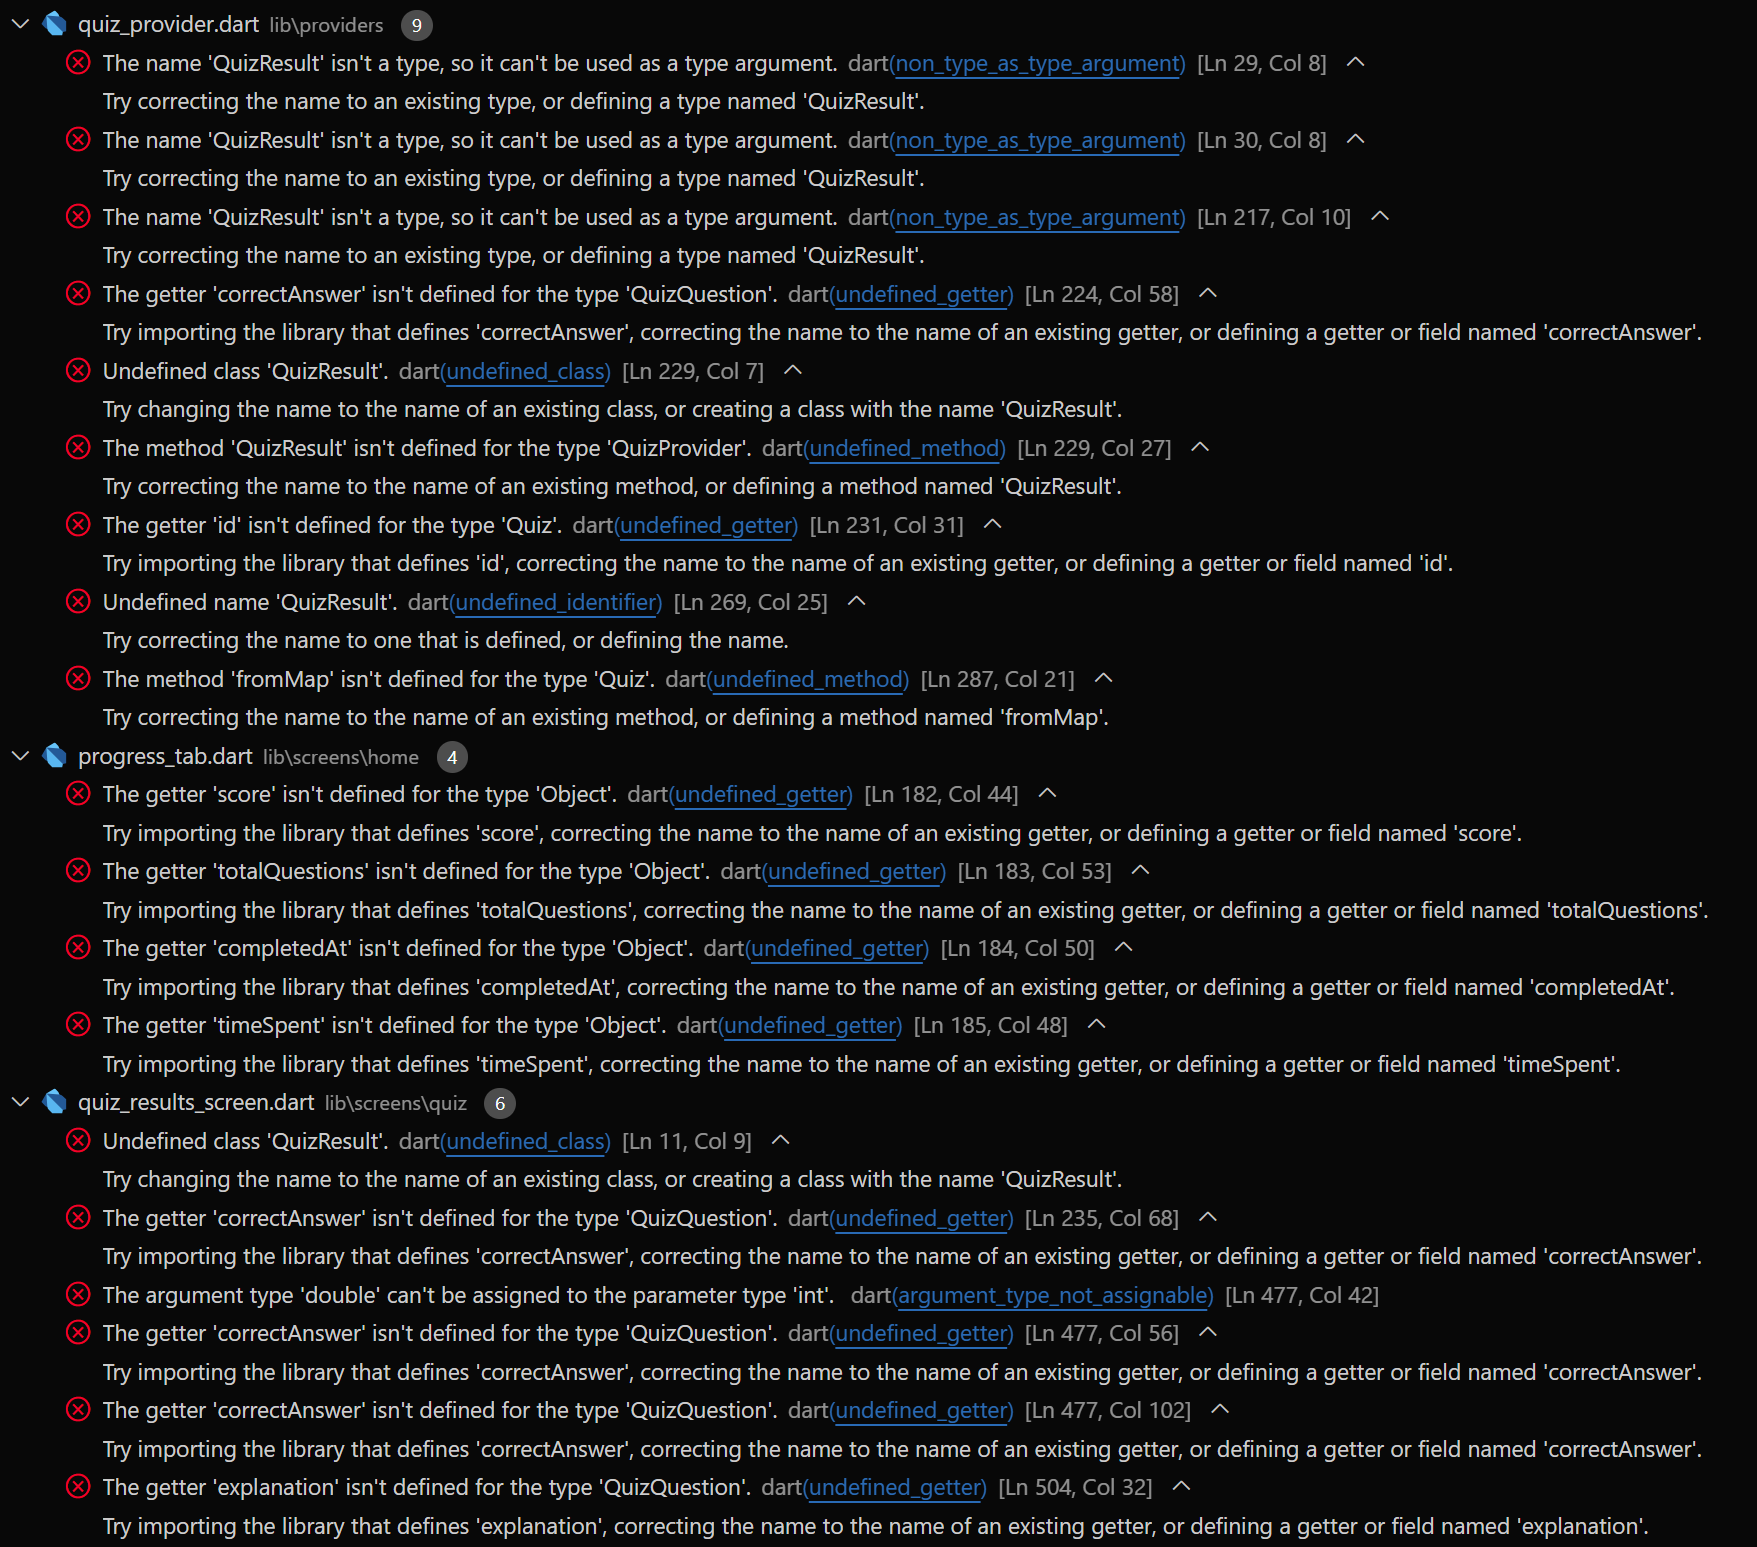 quiz_provider.dart lib\providers 9
The name 'QuizResult' isn't a type, so it can't be used as a type argument. dart(non_type_as_type_argument) [Ln 29, Col 8]
Try correcting the name to an existing type, or defining a type named 'QuizResult'.
The name 'QuizResult' isn't a type, so it can't be used as a type argument. dart(non_type_as_type_argument) [Ln 30, Col 8]
Try correcting the name to an existing type, or defining a type named 'QuizResult'.
The name 'QuizResult' isn't a type, so it can't be used as a type argument. dart(non_type_as_type_argument) [Ln 217, Col 10]
Try correcting the name to an existing type, or defining a type named 'QuizResult'.
The getter 'correctAnswer' isn't defined for the type 'QuizQuestion'. dart(undefined_getter) [Ln 224, Col 58]
Try importing the library that defines 'correctAnswer', correcting the name to the name of an existing getter, or defining a getter or field named 'correctAnswer'.
Undefined class 'QuizResult'. dart(undefined_class) [Ln 229, Col 7]
Try changing the name to the name of an existing class, or creating a class with the name 'QuizResult'.
The method 'QuizResult' isn't defined for the type 'QuizProvider'. dart(undefined_method) [Ln 229, Col 27]
Try correcting the name to the name of an existing method, or defining a method named 'QuizResult'.
The getter 'id' isn't defined for the type 'Quiz'. dart(undefined_getter) [Ln 231, Col 31]
Try importing the library that defines 'id', correcting the name to the name of an existing getter, or defining a getter or field named 'id'.
Undefined name 'QuizResult'. dart(undefined_identifier) [Ln 269, Col 25]
Try correcting the name to one that is defined, or defining the name.
The method 'fromMap' isn't defined for the type 'Quiz'. dart(undefined_method) [Ln 287, Col 21]
Try correcting the name to the name of an existing method, or defining a method named 'fromMap'.
progress_tab.dart lib\screens\home 4
The getter 'score' isn't defined for the type 'Object'. dart(undefined_getter) [Ln 182, Col 44]
Try importing the library that defines 'score', correcting the name to the name of an existing getter, or defining a getter or field named 'score'.
The getter 'totalQuestions' isn't defined for the type 'Object'. dart(undefined_getter) [Ln 183, Col 53]
Try importing the library that defines 'totalQuestions', correcting the name to the name of an existing getter, or defining a getter or field named 'totalQuestions'.
The getter 'completedAt' isn't defined for the type 'Object'. dart(undefined_getter) [Ln 184, Col 50]
Try importing the library that defines 'completedAt', correcting the name to the name of an existing getter, or defining a getter or field named 'completedAt'.
The getter 'timeSpent' isn't defined for the type 'Object'. dart(undefined_getter) [Ln 185, Col 48]
Try importing the library that defines 'timeSpent', correcting the name to the name of an existing getter, or defining a getter or field named 'timeSpent'.
quiz_results_screen.dart lib\screens\quiz 6
Undefined class 'QuizResult'. dart(undefined_class) [Ln 11, Col 9]
Try changing the name to the name of an existing class, or creating a class with the name 'QuizResult'.
The getter 'correctAnswer' isn't defined for the type 'QuizQuestion'. dart(undefined_getter) [Ln 235, Col 68]
Try importing the library that defines 'correctAnswer', correcting the name to the name of an existing getter, or defining a getter or field named 'correctAnswer'.
The argument type 'double' can't be assigned to the parameter type 'int'. dart(argument_type_not_assignable) [Ln 477, Col 42]
The getter 'correctAnswer' isn't defined for the type 'QuizQuestion'. dart(undefined_getter) [Ln 477, Col 56]
Try importing the library that defines 'correctAnswer', correcting the name to the name of an existing getter, or defining a getter or field named 'correctAnswer'.
The getter 'correctAnswer' isn't defined for the type 'QuizQuestion'. dart(undefined_getter) [Ln 477, Col 102]
Try importing the library that defines 'correctAnswer', correcting the name to the name of an existing getter, or defining a getter or field named 'correctAnswer'.
The getter 'explanation' isn't defined for the type 'QuizQuestion'. dart(undefined_getter) [Ln 504, Col 32]
Try importing the library that defines 'explanation', correcting the name to the name of an existing getter, or defining a getter or field named 'explanation'.